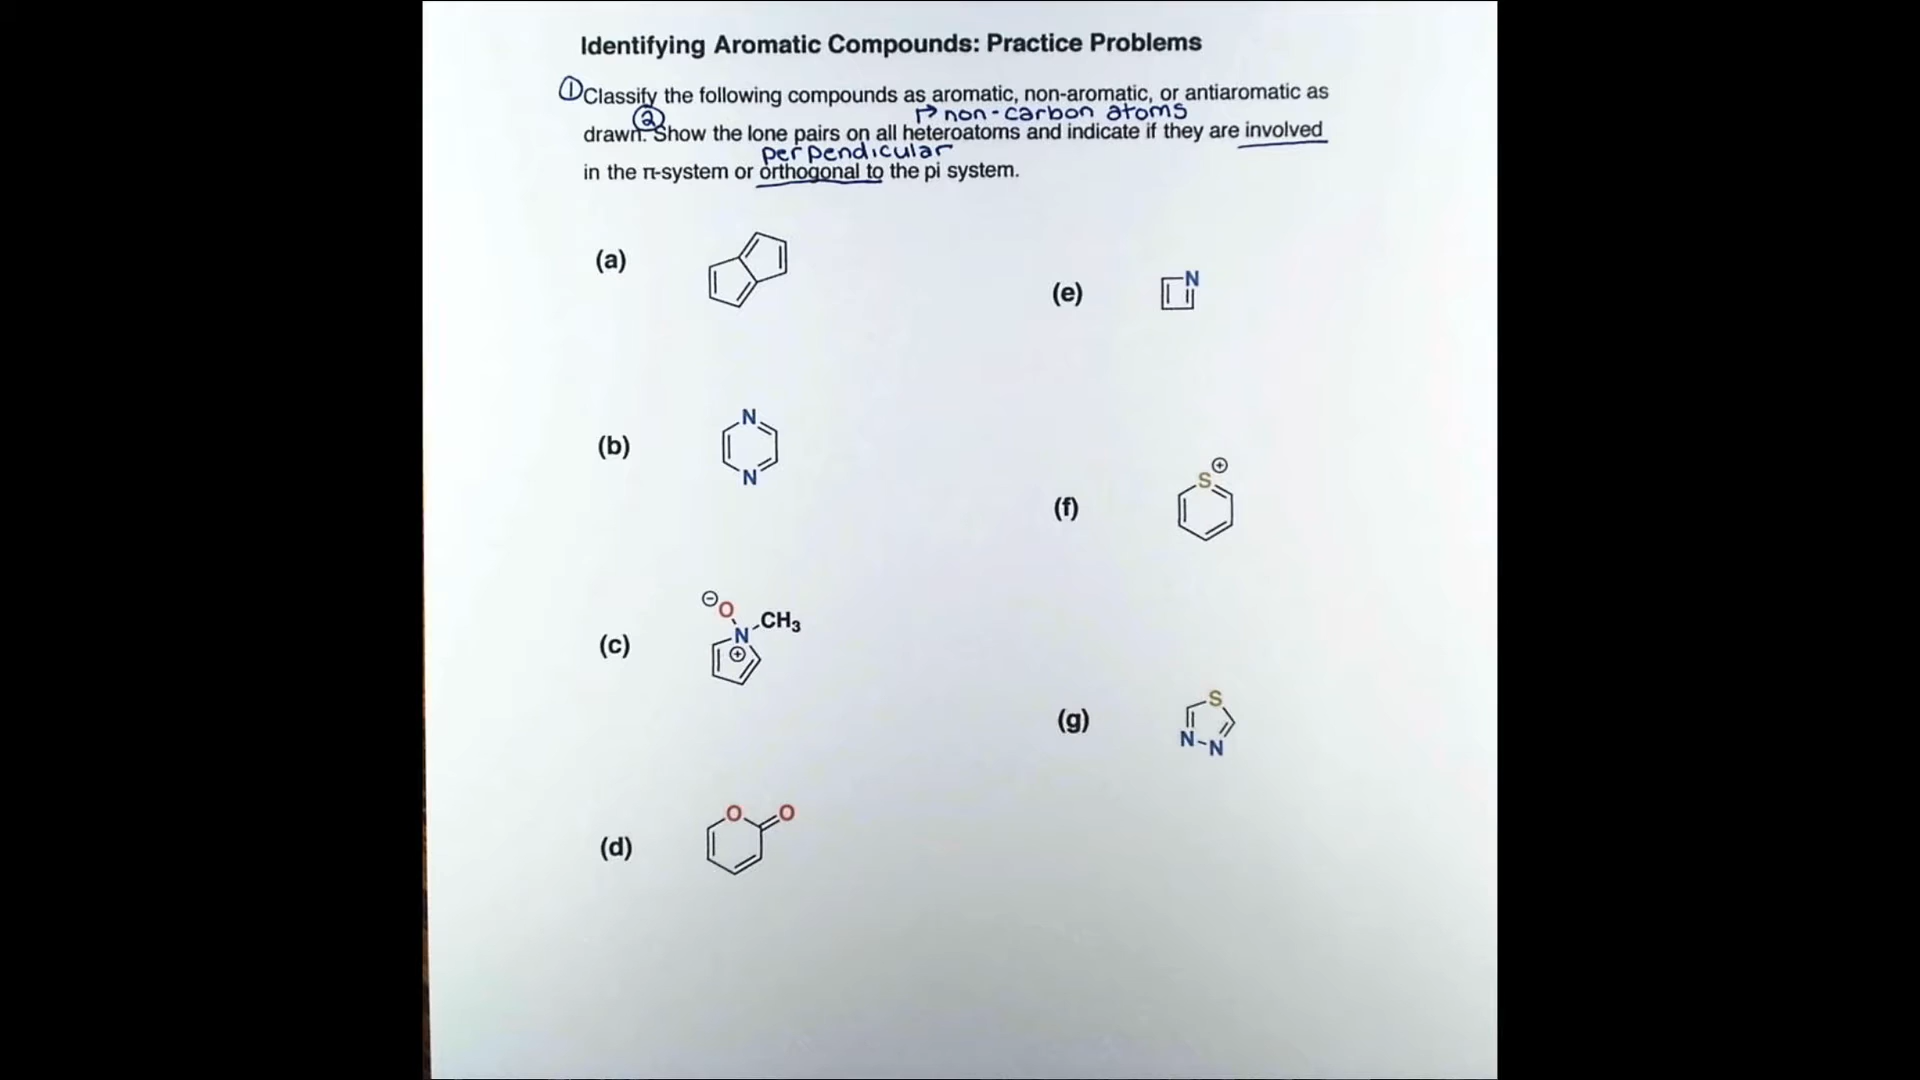 Identifying Aromatic Compounds: Practice Problems
① Classify the following compounds as aromatic, non-aromatic, or antiaromatic as
↱ non-carbon atoms
drawn. ② Show the lone pairs on all heteroatoms and indicate if they are involved
perpendicular
in the π-system or orthogonal to the pi system.
(a)
(e) N
(b) N
N
(f) S ⊕
(c) ⊖ O
N CH₃
⊕
(g) S
N N
(d) O O